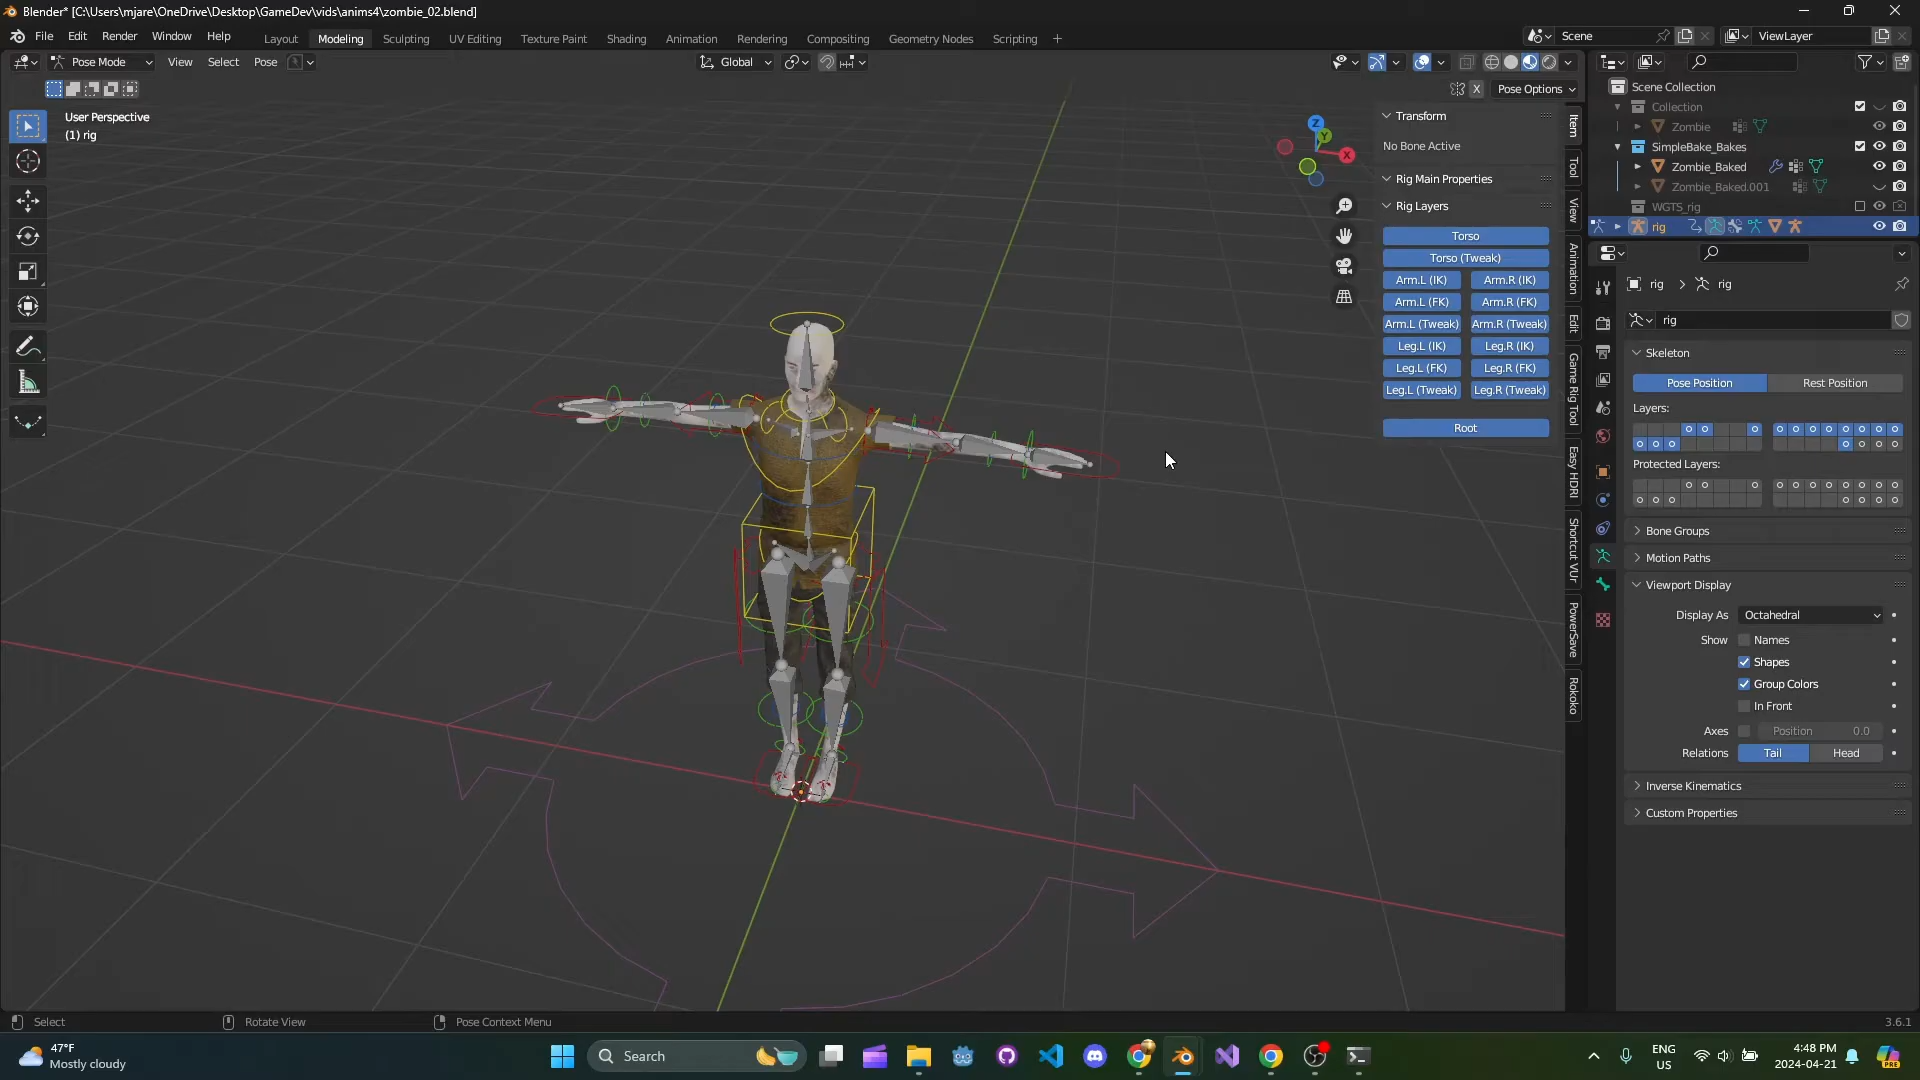 Blender* [C:\Users\mjare\OneDrive\Desktop\GameDev\vids\anims4\zombie_02.blend]
File Edit Render Window Help
Layout Modeling Sculpting UV Editing Texture Paint Shading Animation Rendering Compositing Geometry Nodes Scripting +
Scene
ViewLayer
Pose Mode View Select Pose
Global
X Pose Options
User Perspective
(1) rig
Z
Y
X
Transform
No Bone Active
Rig Main Properties
Rig Layers
Torso
Torso (Tweak)
Arm.L (IK) Arm.R (IK)
Arm.L (FK) Arm.R (FK)
Arm.L (Tweak) Arm.R (Tweak)
Leg.L (IK) Leg.R (IK)
Leg.L (FK) Leg.R (FK)
Leg.L (Tweak) Leg.R (Tweak)
Root
Item
Tool
View
Animation
Edit
Game Rig Tool
Easy HDRI
Shortcut VUr
PowerSave
Rokoko
Scene Collection
Collection
Zombie
SimpleBake_Bakes
Zombie_Baked
Zombie_Baked.001
WGTS_rig
rig
rig > rig
rig
Skeleton
Pose Position Rest Position
Layers:
Protected Layers:
Bone Groups
Motion Paths
Viewport Display
Display As Octahedral
Show Names
Shapes
Group Colors
In Front
Axes Position 0.0
Relations Tail Head
Inverse Kinematics
Custom Properties
Select Rotate View Pose Context Menu 3.6.1
47°F
Mostly cloudy
Search
ENG
US
4:48 PM
2024-04-21
PRE